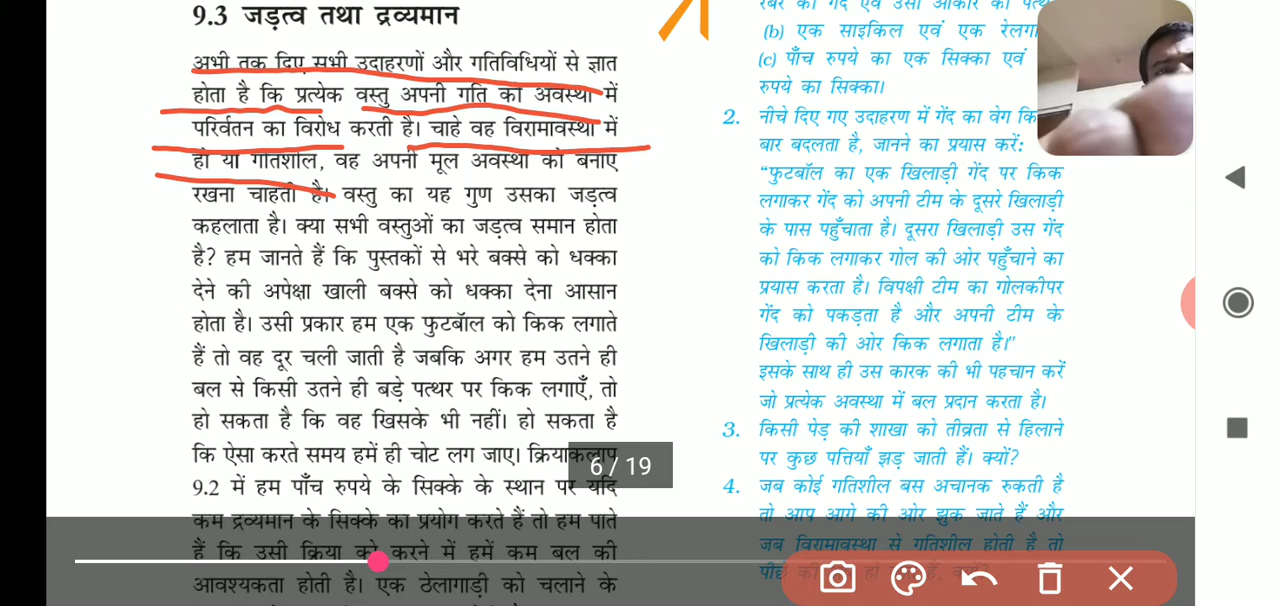 9.3 जड़त्व तथा द्रव्यमान
अभी तक दिए सभी उदाहरणों और गतिविधियों से ज्ञात
होता है कि प्रत्येक वस्तु अपनी गति की अवस्था में
परिर्वतन का विरोध करती है। चाहे वह विरामावस्था में
हो या गतिशील, वह अपनी मूल अवस्था को बनाए
रखना चाहती है। वस्तु का यह गुण उसका जड़त्व
कहलाता है। क्या सभी वस्तुओं का जड़त्व समान होता
है? हम जानते हैं कि पुस्तकों से भरे बक्से को धक्का
देने की अपेक्षा खाली बक्से को धक्का देना आसान
होता है। उसी प्रकार हम एक फुटबॉल को किक लगाते
हैं तो वह दूर चली जाती है जबकि अगर हम उतने ही
बल से किसी उतने ही बड़े पत्थर पर किक लगाएँ, तो
हो सकता है कि वह खिसके भी नहीं। हो सकता है
कि ऐसा करते समय हमें ही चोट लग जाए। क्रियाकलाप
9.2 में हम पाँच रुपये के सिक्के के स्थान पर यदि
कम द्रव्यमान के सिक्के का प्रयोग करते हैं तो हम पाते
हैं कि उसी क्रिया को करने में हमें कम बल की
आवश्यकता होती है। एक ठेलागाड़ी को चलाने के
रबर की गेंद एवं उसी आकार का
(b) एक साइकिल एवं एक
(c) पाँच रुपये का एक सिक्का एवं
रुपये का सिक्का।
2. नीचे दिए गए उदाहरण में गेंद का वेग
बार बदलता है, जानने का प्रयास करें:
“फुटबॉल का एक खिलाड़ी गेंद पर किक
लगाकर गेंद को अपनी टीम के दूसरे खिलाड़ी
के पास पहुँचाता है। दूसरा खिलाड़ी उस गेंद
को किक लगाकर गोल की ओर पहुँचाने का
प्रयास करता है। विपक्षी टीम का गोलकीपर
गेंद को पकड़ता है और अपनी टीम के
खिलाड़ी की ओर किक लगाता है।”
इसके साथ ही उस कारक की भी पहचान करें
जो प्रत्येक अवस्था में बल प्रदान करता है।
3. किसी पेड़ की शाखा को तीव्रता से हिलाने
पर कुछ पत्तियाँ झड़ जाती हैं। क्यों?
4. जब कोई गतिशील बस अचानक रुकती है
तो आप आगे की ओर झुक जाते हैं और
जब विरामावस्था से गतिशील होती है तो
पीछे
6 / 19